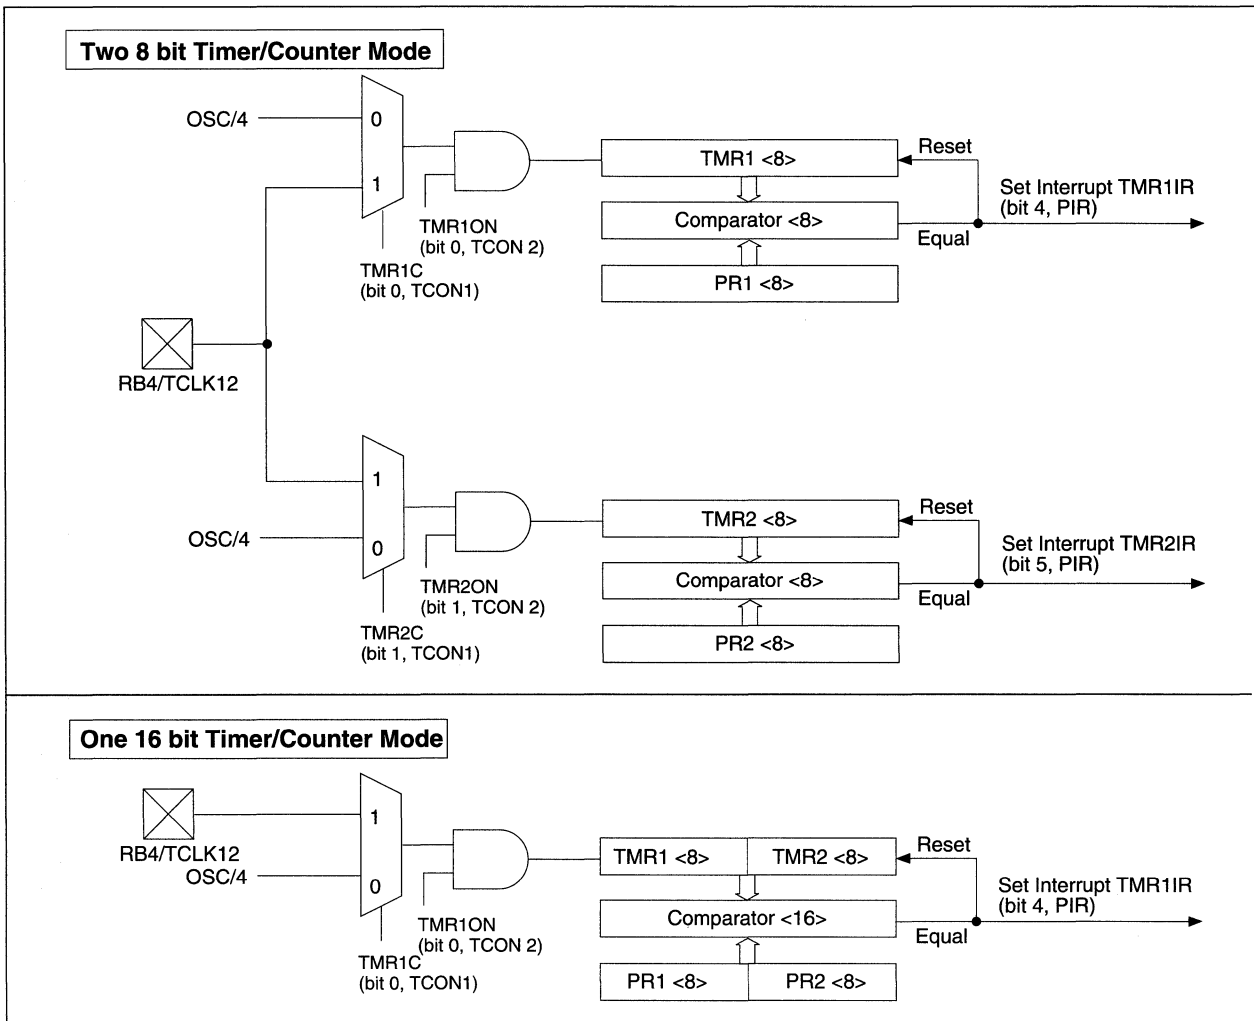 Two 8 bit Timer/Counter Mode
OSC/4
0
1
TMR1ON
(bit 0, TCON 2)
TMR1C
(bit 0, TCON1)
TMR1 <8>
Comparator <8>
PR1 <8>
Reset
Equal
Set Interrupt TMR1IR
(bit 4, PIR)
RB4/TCLK12
1
0
OSC/4
TMR2ON
(bit 1, TCON 2)
TMR2C
(bit 1, TCON1)
TMR2 <8>
Comparator <8>
PR2 <8>
Reset
Equal
Set Interrupt TMR2IR
(bit 5, PIR)
One 16 bit Timer/Counter Mode
RB4/TCLK12
OSC/4
1
0
TMR1ON
(bit 0, TCON 2)
TMR1C
(bit 0, TCON1)
TMR1 <8> TMR2 <8>
Comparator <16>
PR1 <8> PR2 <8>
Reset
Equal
Set Interrupt TMR1IR
(bit 4, PIR)